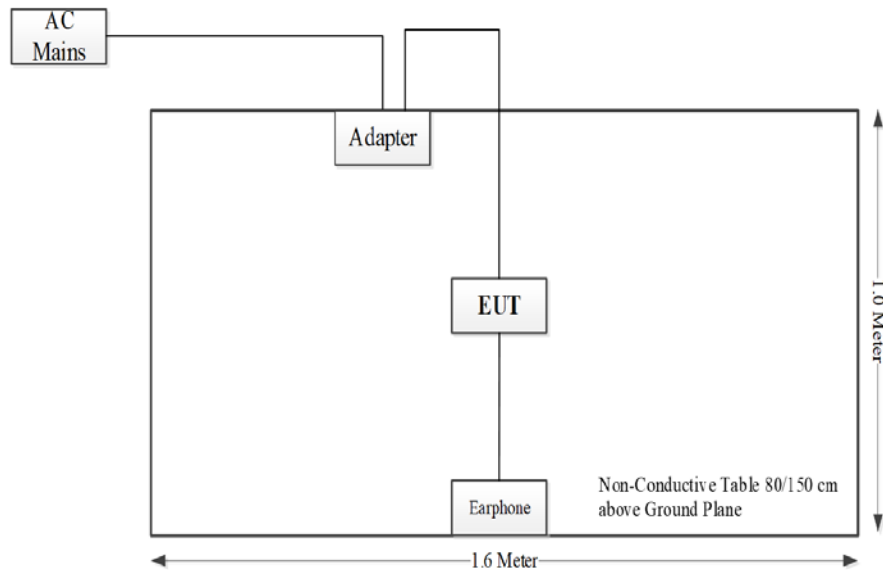 AC
Mains
Adapter
EUT
1.0 Meter
Earphone
Non-Conductive Table 80/150 cm
above Ground Plane
1.6 Meter